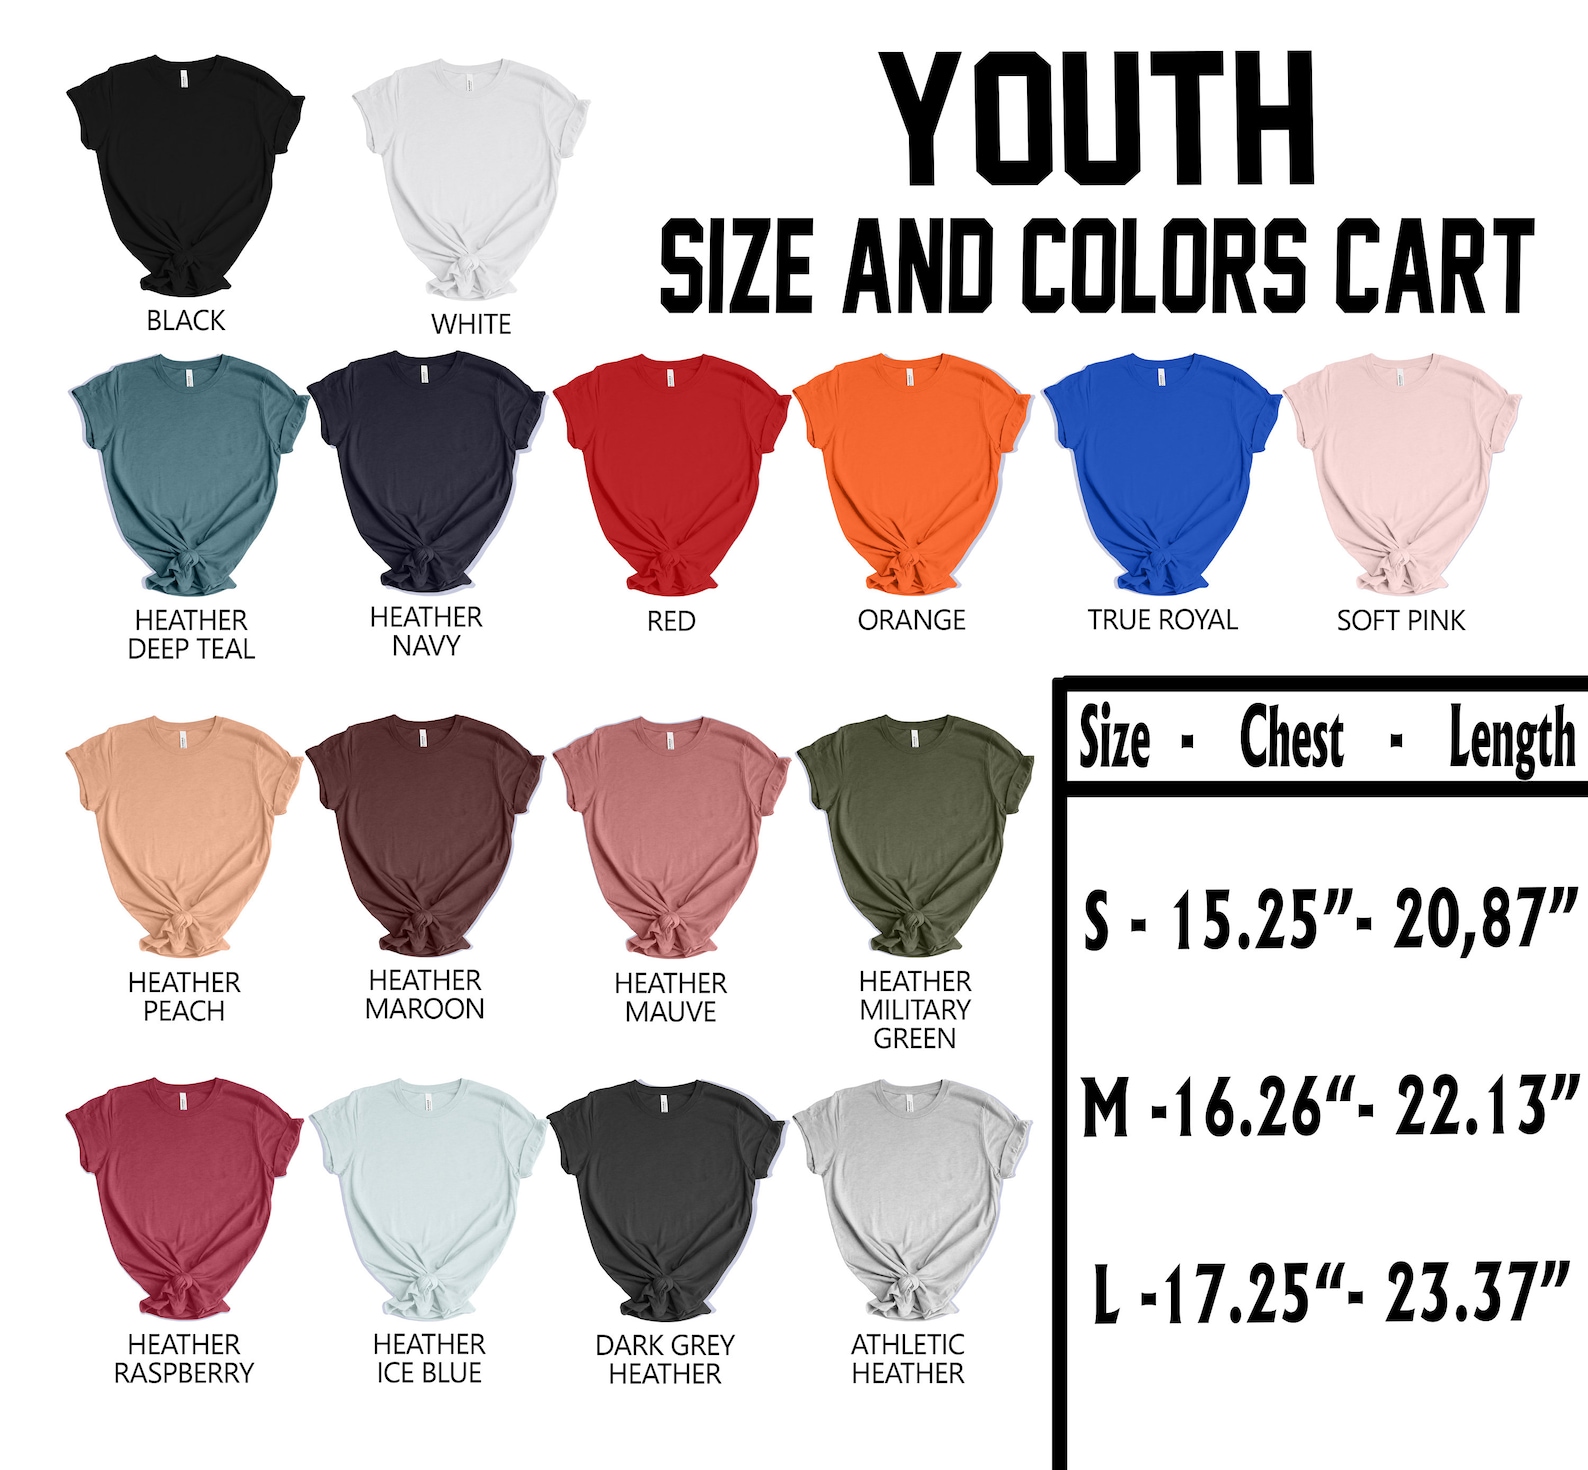 YOUTH
SIZE AND COLORS CART
BLACK
WHITE
HEATHER
DEEP TEAL
HEATHER
NAVY
RED
ORANGE
TRUE ROYAL
SOFT PINK
HEATHER
PEACH
HEATHER
MAROON
HEATHER
MAUVE
HEATHER
MILITARY
GREEN
HEATHER
RASPBERRY
HEATHER
ICE BLUE
DARK GREY
HEATHER
ATHLETIC
HEATHER
Size - Chest - Length
S - 15.25”- 20,87”
M -16.26“- 22.13”
L -17.25“- 23.37”